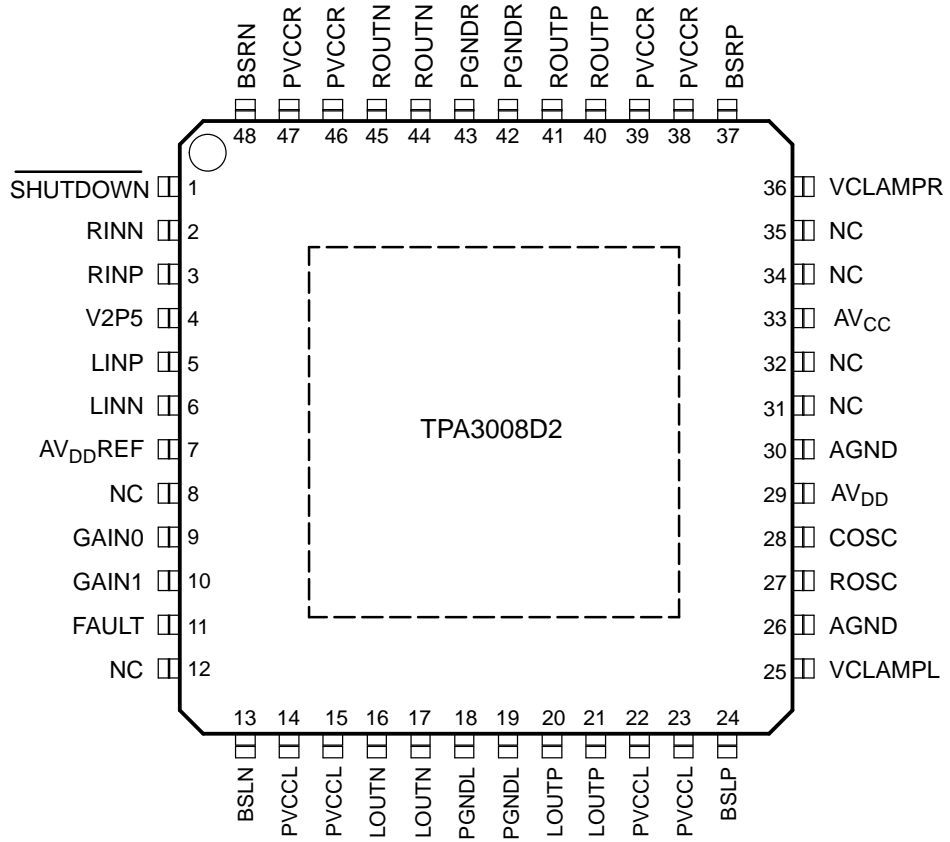 BSRN
PVCCR
PVCCR
ROUTN
ROUTN
PGNDR
PGNDR
ROUTP
ROUTP
PVCCR
PVCCR
BSRP
48 47 46 45 44 43 42 41 40 39 38 37
SHUTDOWN 1
RINN 2
RINP 3
V2P5 4
LINP 5
LINN 6
AVDDREF 7
NC 8
GAIN0 9
GAIN1 10
FAULT 11
NC 12
TPA3008D2
36 VCLAMPR
35 NC
34 NC
33 AVCC
32 NC
31 NC
30 AGND
29 AVDD
28 COSC
27 ROSC
26 AGND
25 VCLAMPL
13 14 15 16 17 18 19 20 21 22 23 24
BSLN
PVCCL
PVCCL
LOUTN
LOUTN
PGNDL
PGNDL
LOUTP
LOUTP
PVCCL
PVCCL
BSLP